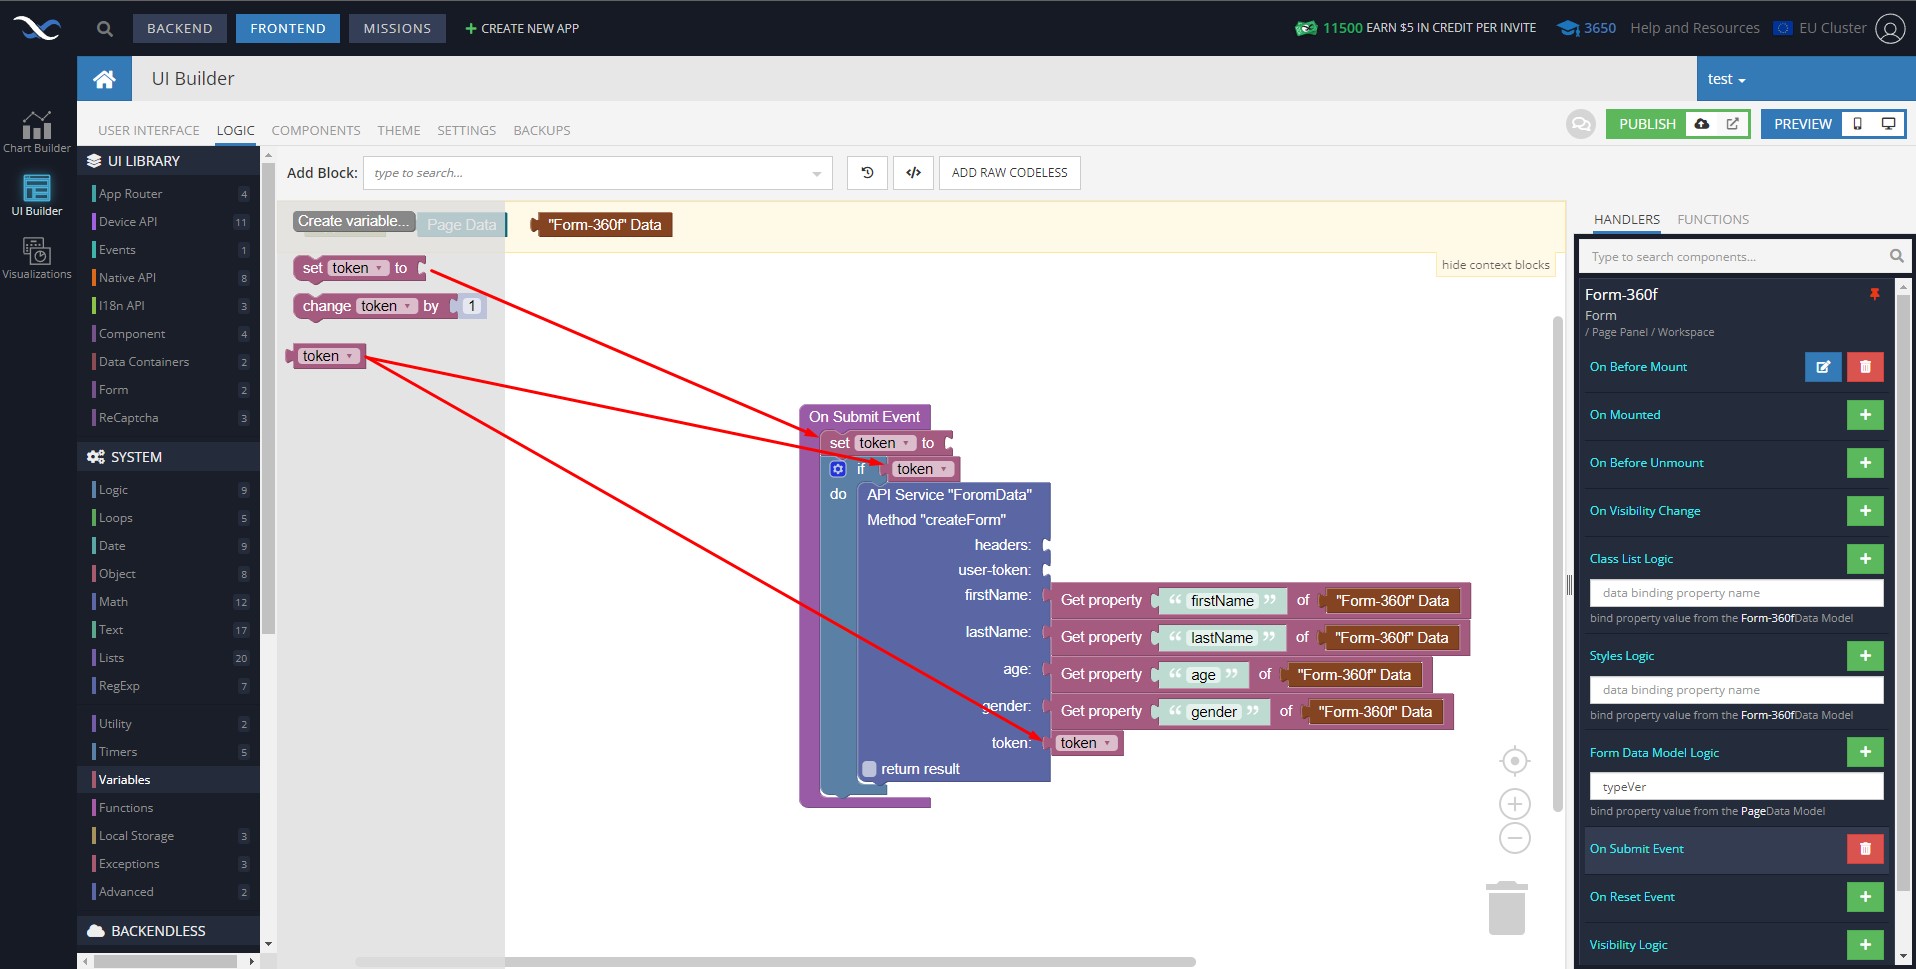 BACKEND
FRONTEND
MISSIONS
+ CREATE NEW APP
11500 EARN $5 IN CREDIT PER INVITE
3650
Help and Resources
EU Cluster
UI Builder
test
Chart Builder
UI Builder
Visualizations
USER INTERFACE
LOGIC
COMPONENTS
THEME
SETTINGS
BACKUPS
PUBLISH
PREVIEW
UI LIBRARY
App Router 4
Device API 11
Events 1
Native API 8
I18n API 3
Component 4
Data Containers 2
Form 2
ReCaptcha 3
SYSTEM
Logic 9
Loops 5
Date 9
Object 8
Math 12
Text 17
Lists 20
RegExp 7
Utility 2
Timers 5
Variables
Functions
Local Storage 3
Exceptions 3
Advanced 2
BACKENDLESS
Add Block:
type to search...
</>
ADD RAW CODELESS
Create variable...
Page Data
"Form-360f" Data
hide context blocks
set token to
change token by 1
token
On Submit Event
set token to
if token
do
API Service "ForomData"
Method "createForm"
headers:
user-token:
firstName: Get property “ firstName ” of "Form-360f" Data
lastName: Get property “ lastName ” of "Form-360f" Data
age: Get property “ age ” of "Form-360f" Data
gender: Get property “ gender ” of "Form-360f" Data
token: token
return result
HANDLERS
FUNCTIONS
Type to search components...
Form-360f
Form
/ Page Panel / Workspace
On Before Mount
On Mounted
On Before Unmount
On Visibility Change
Class List Logic
data binding property name
bind property value from the Form-360fData Model
Styles Logic
data binding property name
bind property value from the Form-360fData Model
Form Data Model Logic
typeVer
bind property value from the PageData Model
On Submit Event
On Reset Event
Visibility Logic